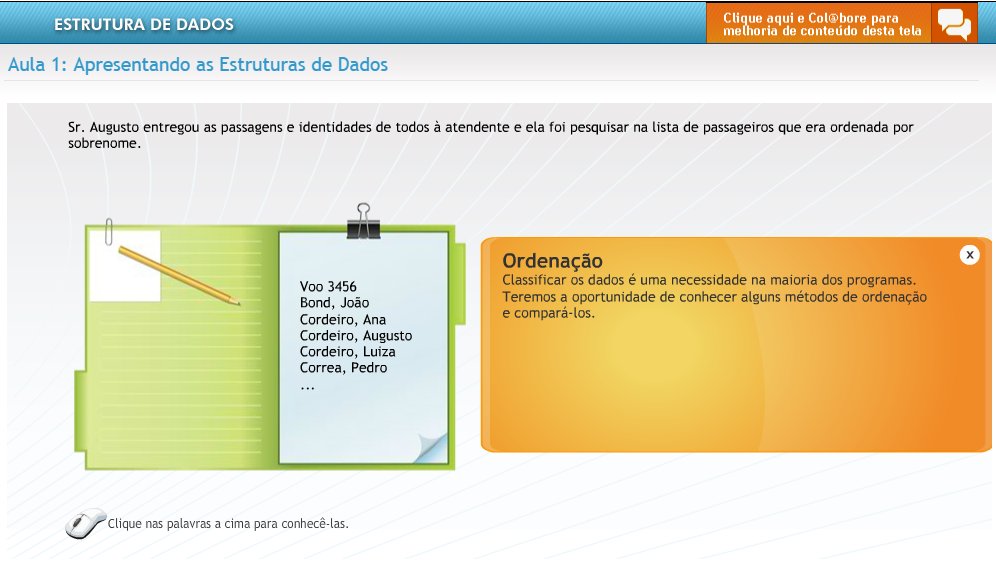 ESTRUTURA DE DADOS
Clique aqui e Col@bore para
melhoria de conteúdo desta tela
Aula 1: Apresentando as Estruturas de Dados
Sr. Augusto entregou as passagens e identidades de todos à atendente e ela foi pesquisar na lista de passageiros que era ordenada por
sobrenome.
Voo 3456
Bond, João
Cordeiro, Ana
Cordeiro, Augusto
Cordeiro, Luiza
Correa, Pedro
...
Ordenação
x
Classificar os dados é uma necessidade na maioria dos programas.
Teremos a oportunidade de conhecer alguns métodos de ordenação
e compará-los.
Clique nas palavras a cima para conhecê-las.